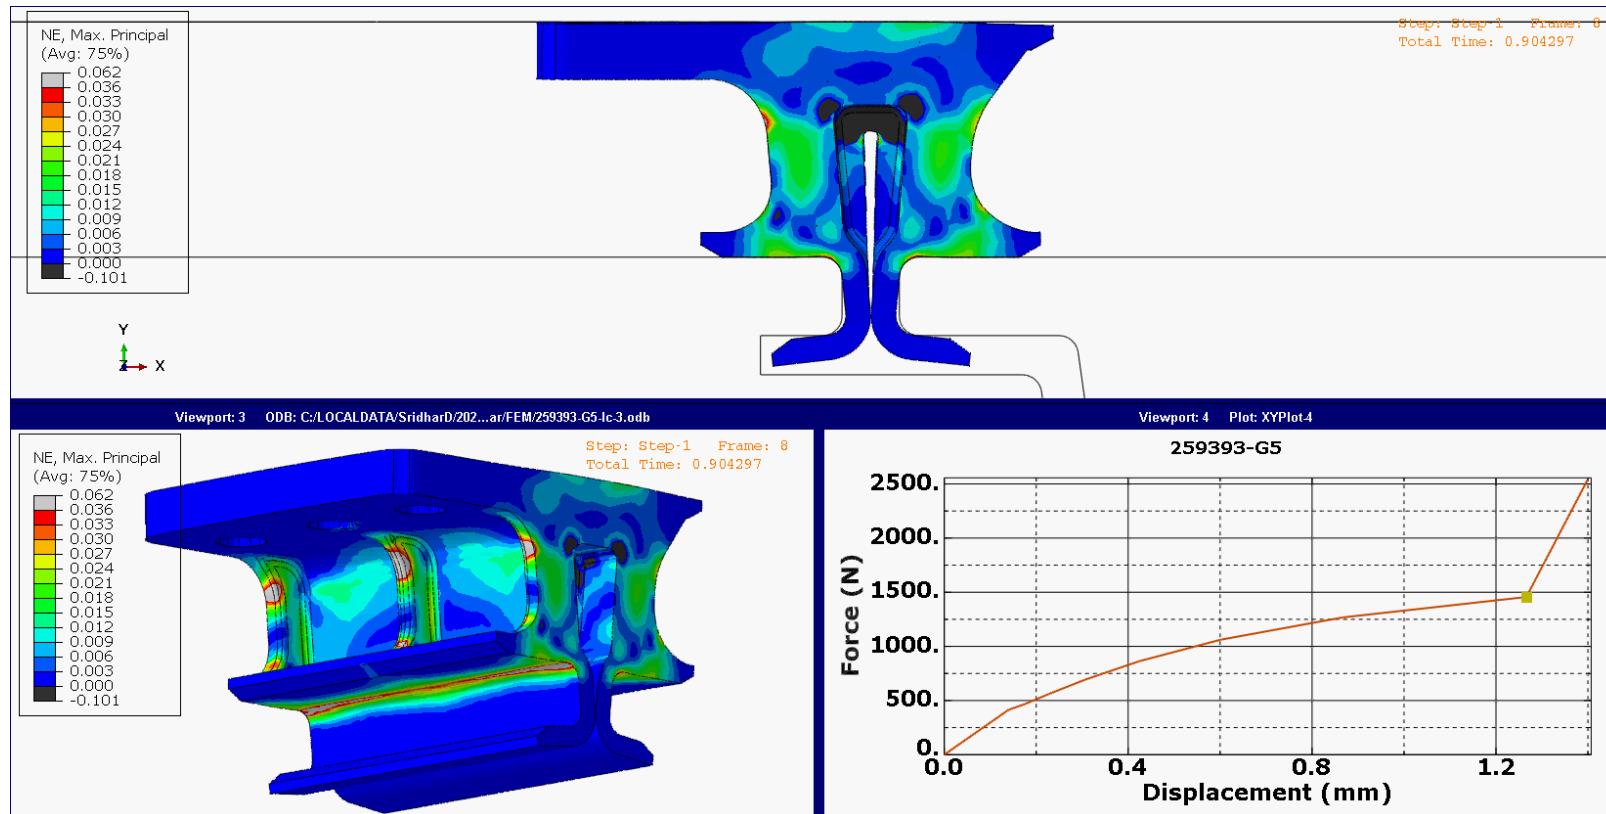 NE, Max. Principal
(Avg: 75%)
0.062
0.036
0.033
0.030
0.027
0.024
0.021
0.018
0.015
0.012
0.009
0.006
0.003
0.000
-0.101
Step: Step-1 Frame: 8
Total Time: 0.904297
Y
Z X
Viewport: 3 ODB: C:/LOCALDATA/SridharD/202...ar/FEM/259393-G5-lc-3.odb
NE, Max. Principal
(Avg: 75%)
0.062
0.036
0.033
0.030
0.027
0.024
0.021
0.018
0.015
0.012
0.009
0.006
0.003
0.000
-0.101
Step: Step-1 Frame: 8
Total Time: 0.904297
Viewport: 4 Plot: XYPlot-4
259393-G5
Force (N)
2500.
2000.
1500.
1000.
500.
0.
0.0 0.4 0.8 1.2
Displacement (mm)